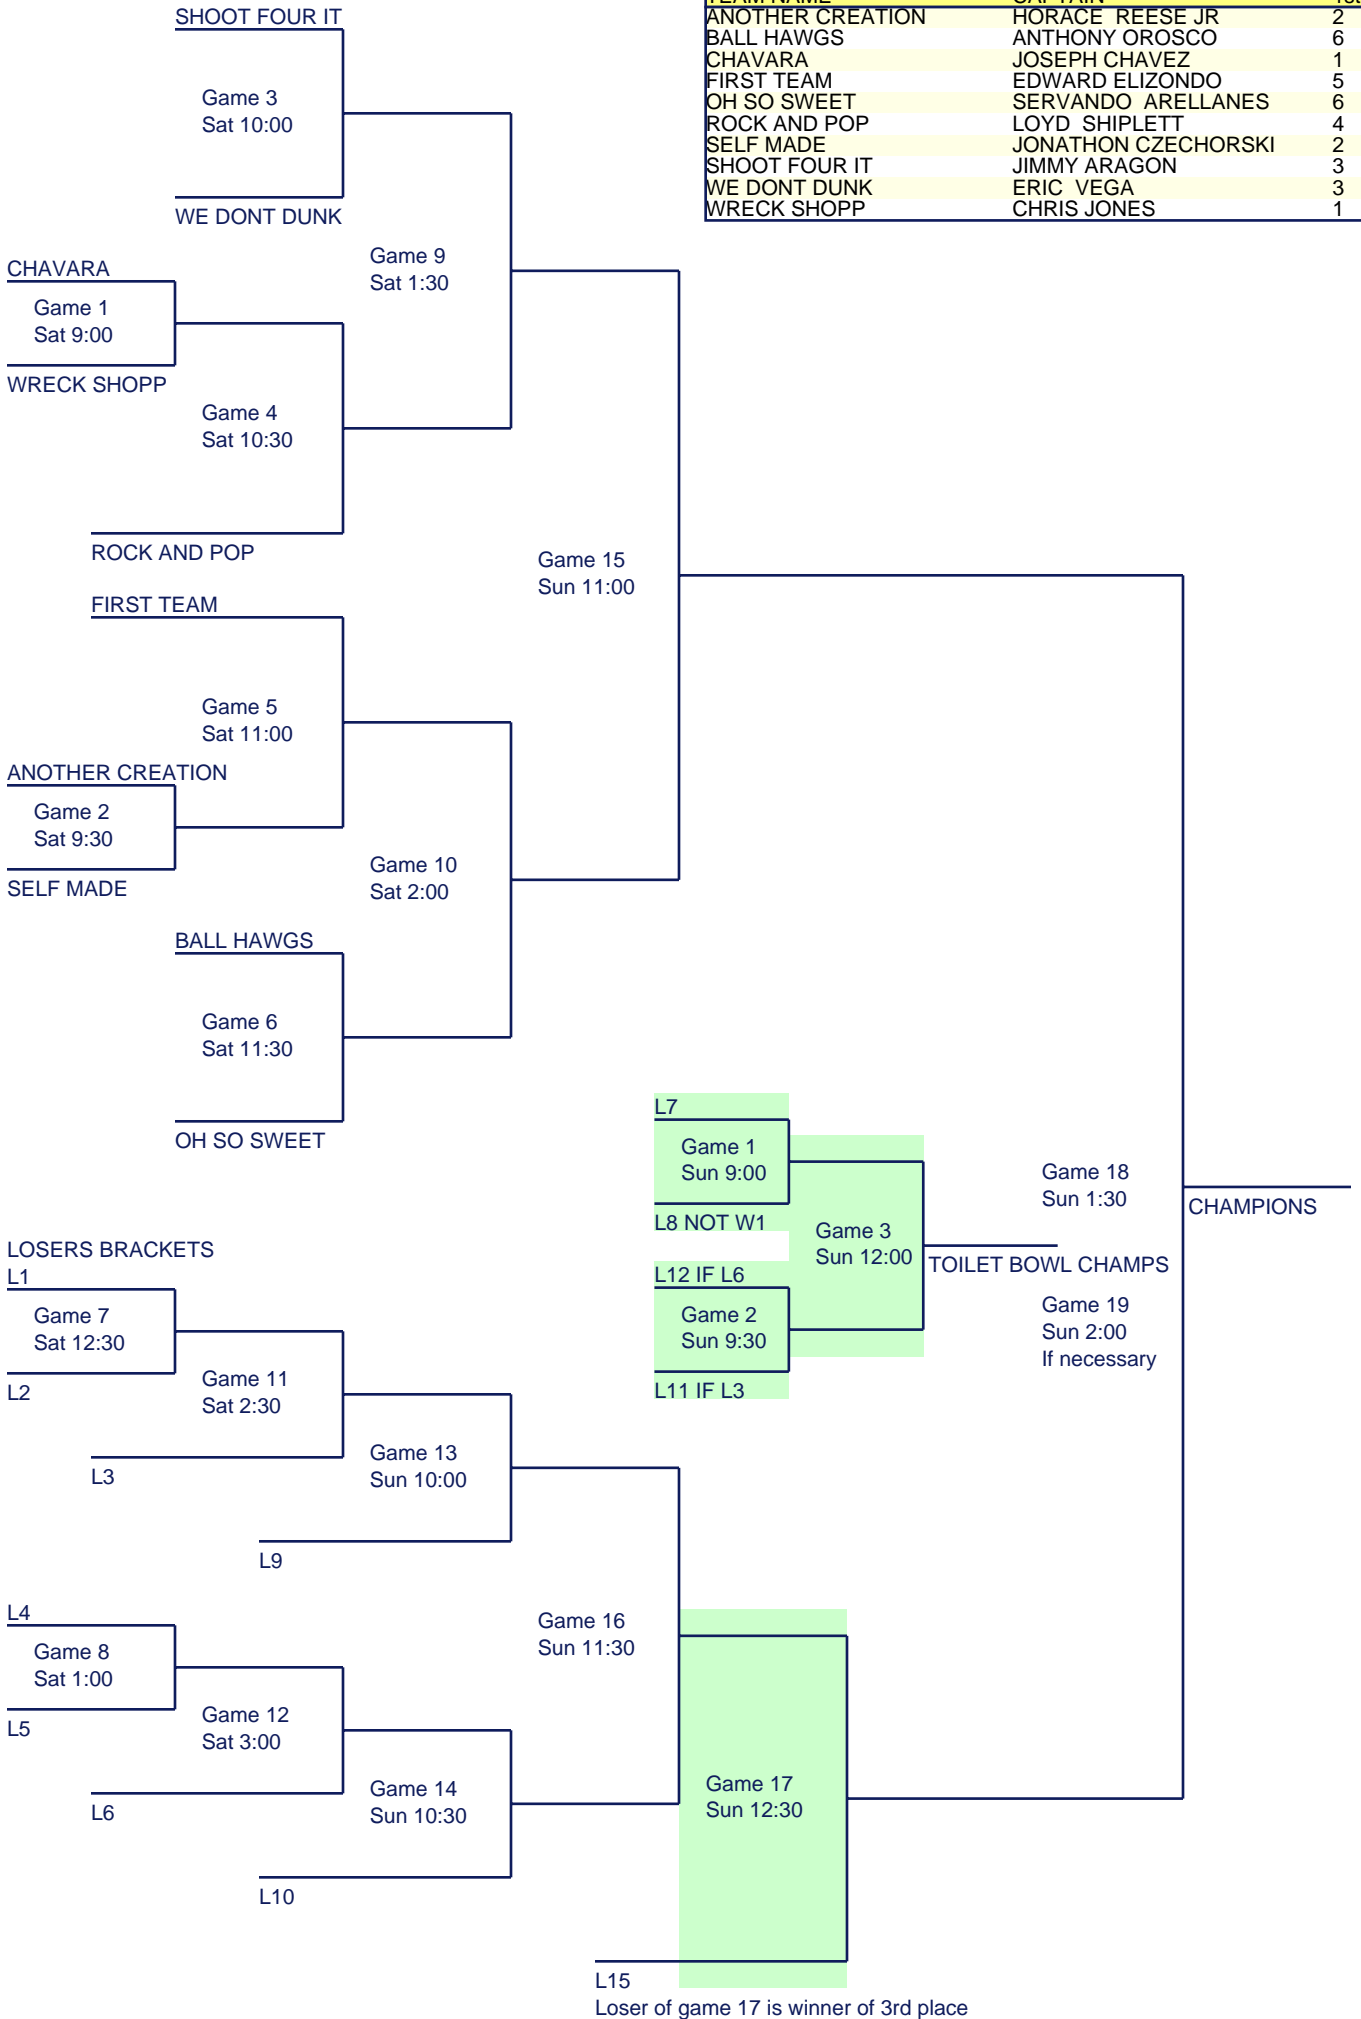 SHOOT FOUR IT
TEAM NAME CAPTAIN 1st
ANOTHER CREATION HORACE REESE JR 2
BALL HAWGS ANTHONY OROSCO 6
CHAVARA JOSEPH CHAVEZ 1
FIRST TEAM EDWARD ELIZONDO 5
OH SO SWEET SERVANDO ARELLANES 6
ROCK AND POP LOYD SHIPLETT 4
SELF MADE JONATHON CZECHORSKI 2
SHOOT FOUR IT JIMMY ARAGON 3
WE DONT DUNK ERIC VEGA 3
WRECK SHOPP CHRIS JONES 1
Game 3
Sat 10:00
WE DONT DUNK
Game 9
Sat 1:30
CHAVARA
Game 1
Sat 9:00
WRECK SHOPP
Game 4
Sat 10:30
ROCK AND POP
Game 15
Sun 11:00
FIRST TEAM
Game 5
Sat 11:00
ANOTHER CREATION
Game 2
Sat 9:30
SELF MADE
Game 10
Sat 2:00
BALL HAWGS
Game 6
Sat 11:30
OH SO SWEET
L7
Game 1
Sun 9:00
L8 NOT W1
Game 3
Sun 12:00
L12 IF L6
Game 2
Sun 9:30
L11 IF L3
TOILET BOWL CHAMPS
Game 18
Sun 1:30
CHAMPIONS
Game 19
Sun 2:00
If necessary
LOSERS BRACKETS
L1
Game 7
Sat 12:30
L2
Game 11
Sat 2:30
L3
Game 13
Sun 10:00
L9
L4
Game 8
Sat 1:00
L5
Game 12
Sat 3:00
L6
Game 14
Sun 10:30
L10
Game 16
Sun 11:30
Game 17
Sun 12:30
L15
Loser of game 17 is winner of 3rd place